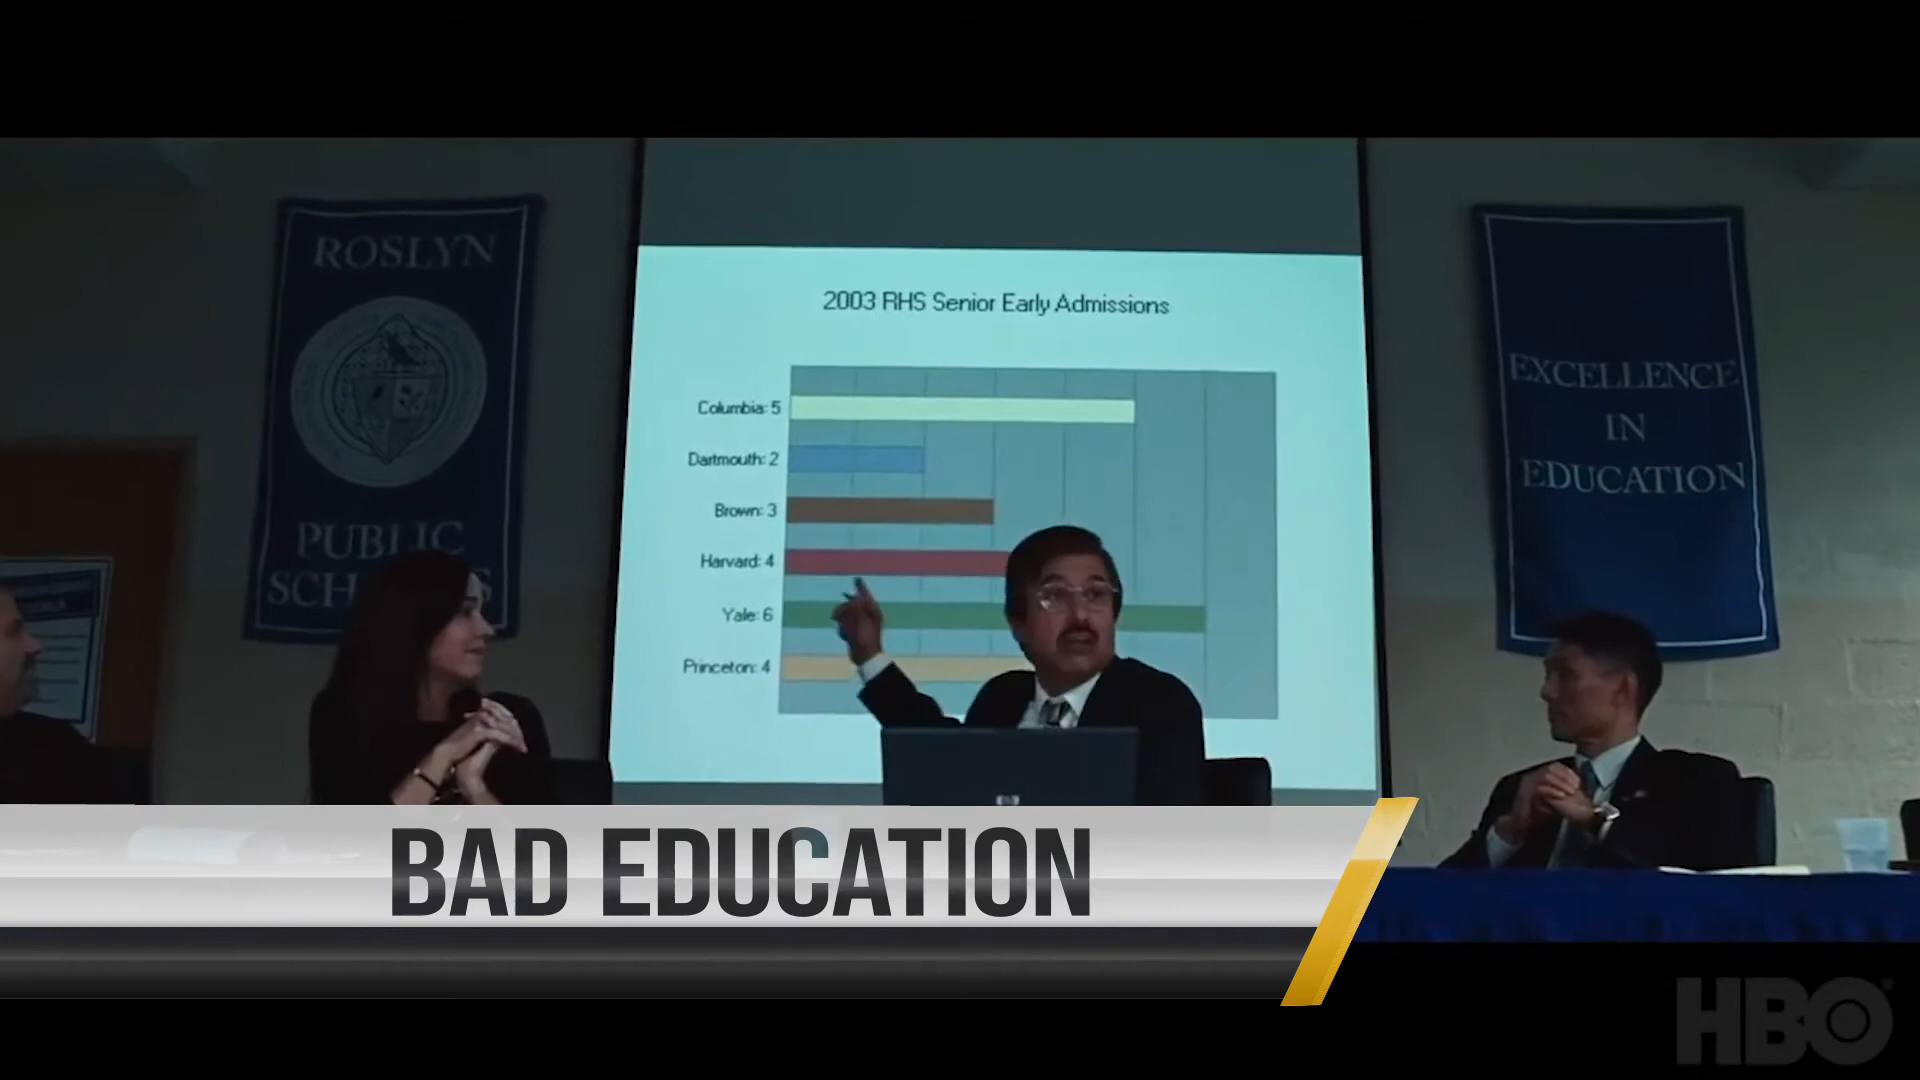 ROSLYN
PUBLIC
SCH S
2003 RHS Senior Early Admissions
Columbia: 5
Dartmouth: 2
Brown: 3
Harvard: 4
Yale: 6
Princeton: 4
EXCELLENCE
IN
EDUCATION
BAD EDUCATION
HBO